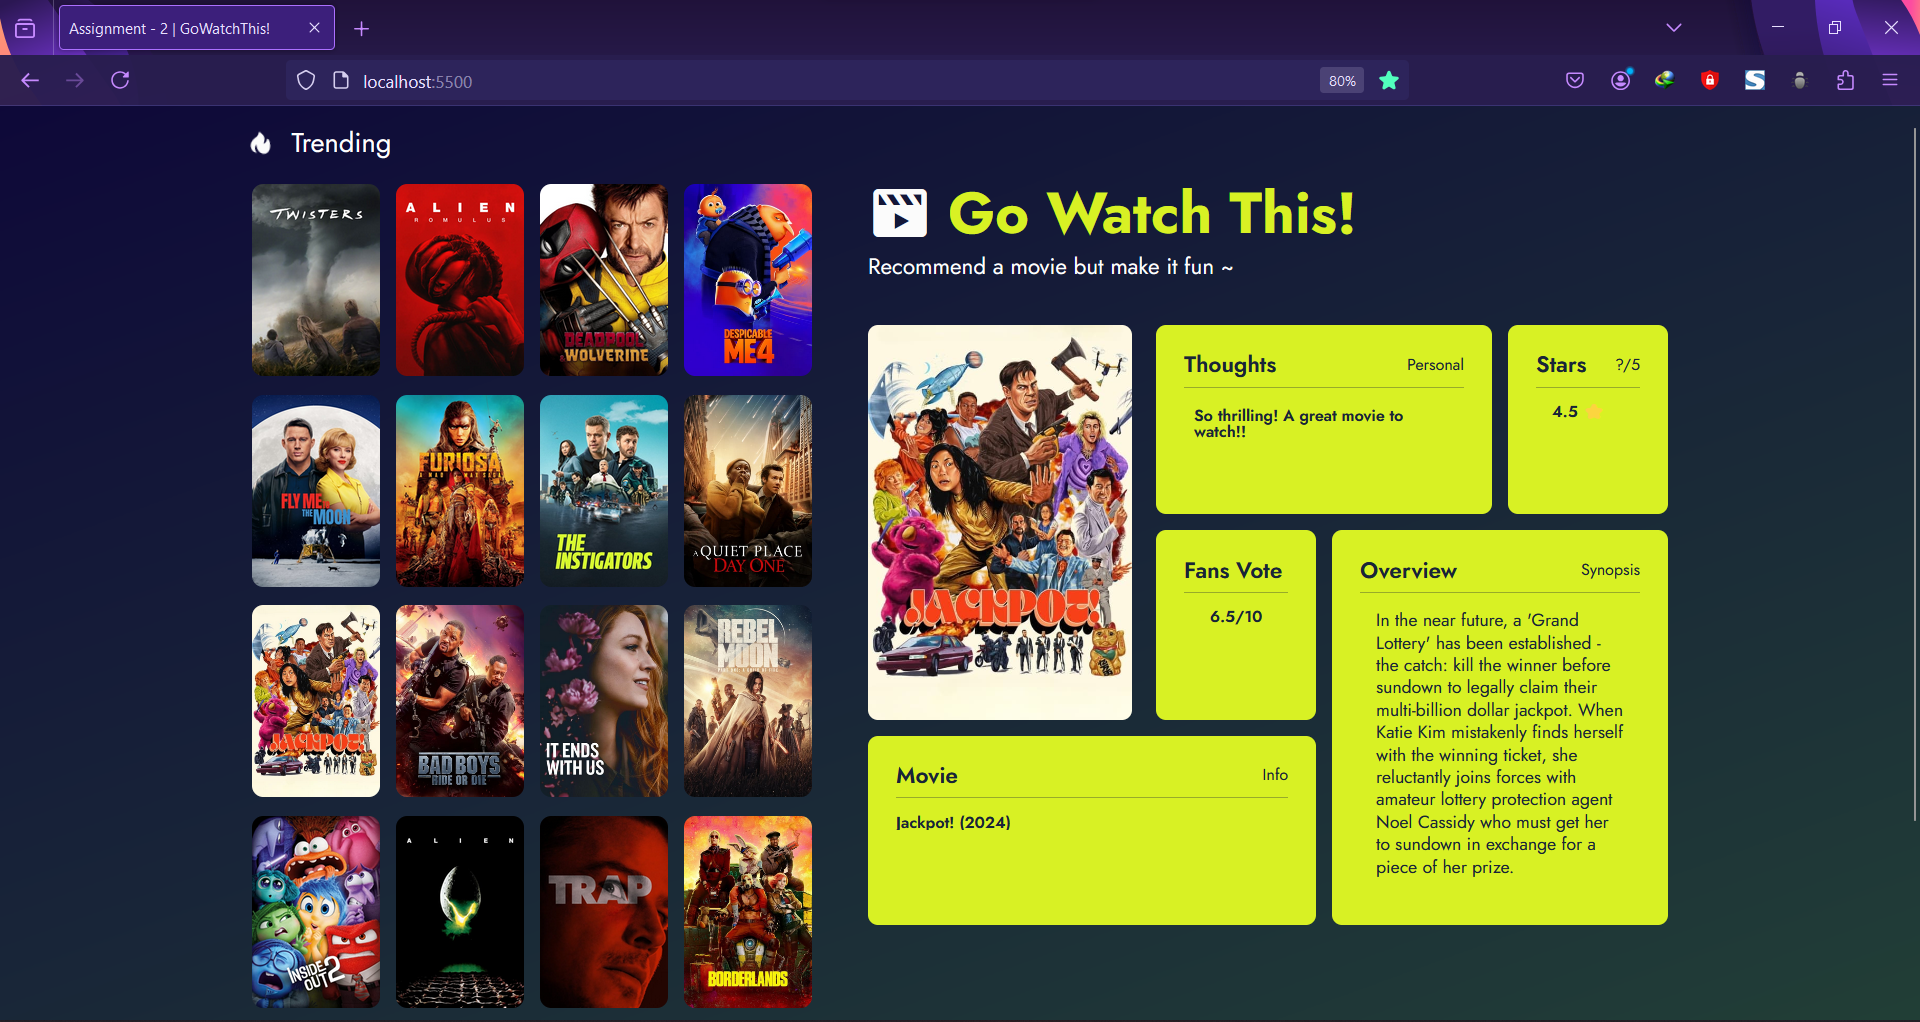 Assignment - 2 | GoWatchThis!
localhost:5500
80%
Trending
TWISTERS
ALIEN
ROMULUS
DEADPOOL
WOLVERINE
DESPICABLE
ME4
FLY ME
THE MOON
FURIOSA
THE
INSTIGATORS
A QUIET PLACE
DAY ONE
JACKPOT!
BAD BOYS
RIDE OR DIE
IT ENDS
WITH US
REBEL
MOON
INSIDE
OUT 2
ALIEN
TRAP
BORDERLANDS
Go Watch This!
Recommend a movie but make it fun ~
JACKPOT!
Thoughts Personal
So thrilling! A great movie to
watch!!
Stars ?/5
4.5
Fans Vote
6.5/10
Overview Synopsis
In the near future, a 'Grand
Lottery' has been established -
the catch: kill the winner before
sundown to legally claim their
multi-billion dollar jackpot. When
Katie Kim mistakenly finds herself
with the winning ticket, she
reluctantly joins forces with
amateur lottery protection agent
Noel Cassidy who must get her
to sundown in exchange for a
piece of her prize.
Movie Info
Jackpot! (2024)